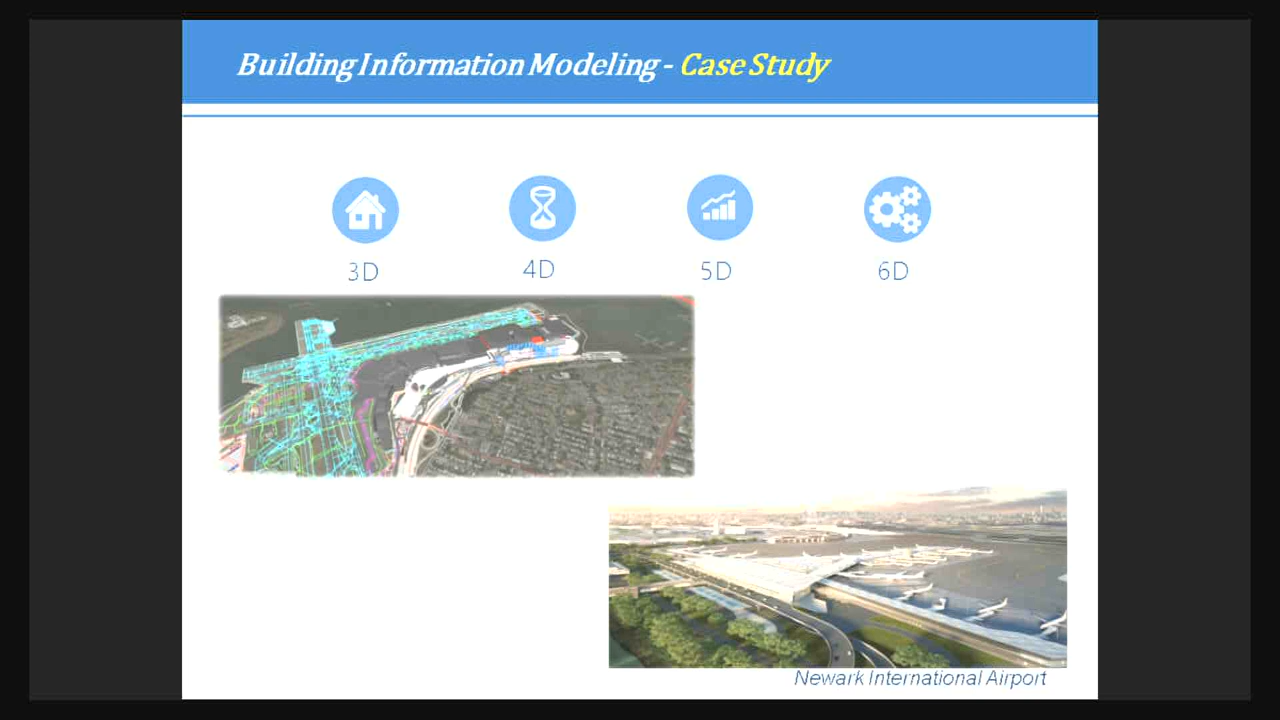 Building Information Modeling - Case Study
3D 4D 5D 6D
Newark International Airport